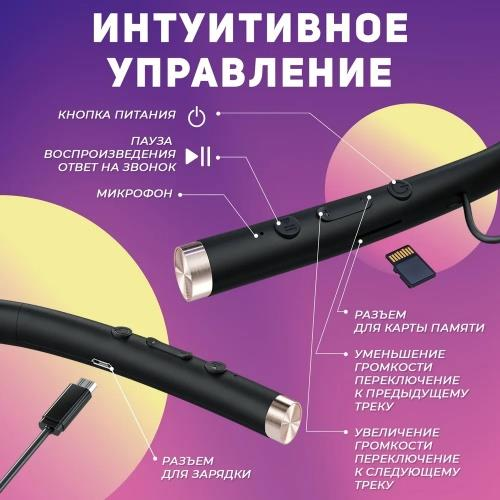 ИНТУИТИВНОЕ
УПРАВЛЕНИЕ
КНОПКА ПИТАНИЯ
ПАУЗА
ВОСПРОИЗВЕДЕНИЯ
ОТВЕТ НА ЗВОНОК
МИКРОФОН
РАЗЪЕМ
ДЛЯ КАРТЫ ПАМЯТИ
УМЕНЬШЕНИЕ
ГРОМКОСТИ
ПЕРЕКЛЮЧЕНИЕ
К ПРЕДЫДУЩЕМУ
ТРЕКУ
УВЕЛИЧЕНИЕ
ГРОМКОСТИ
ПЕРЕКЛЮЧЕНИЕ
К СЛЕДУЮЩЕМУ
ТРЕКУ
РАЗЪЕМ
ДЛЯ ЗАРЯДКИ